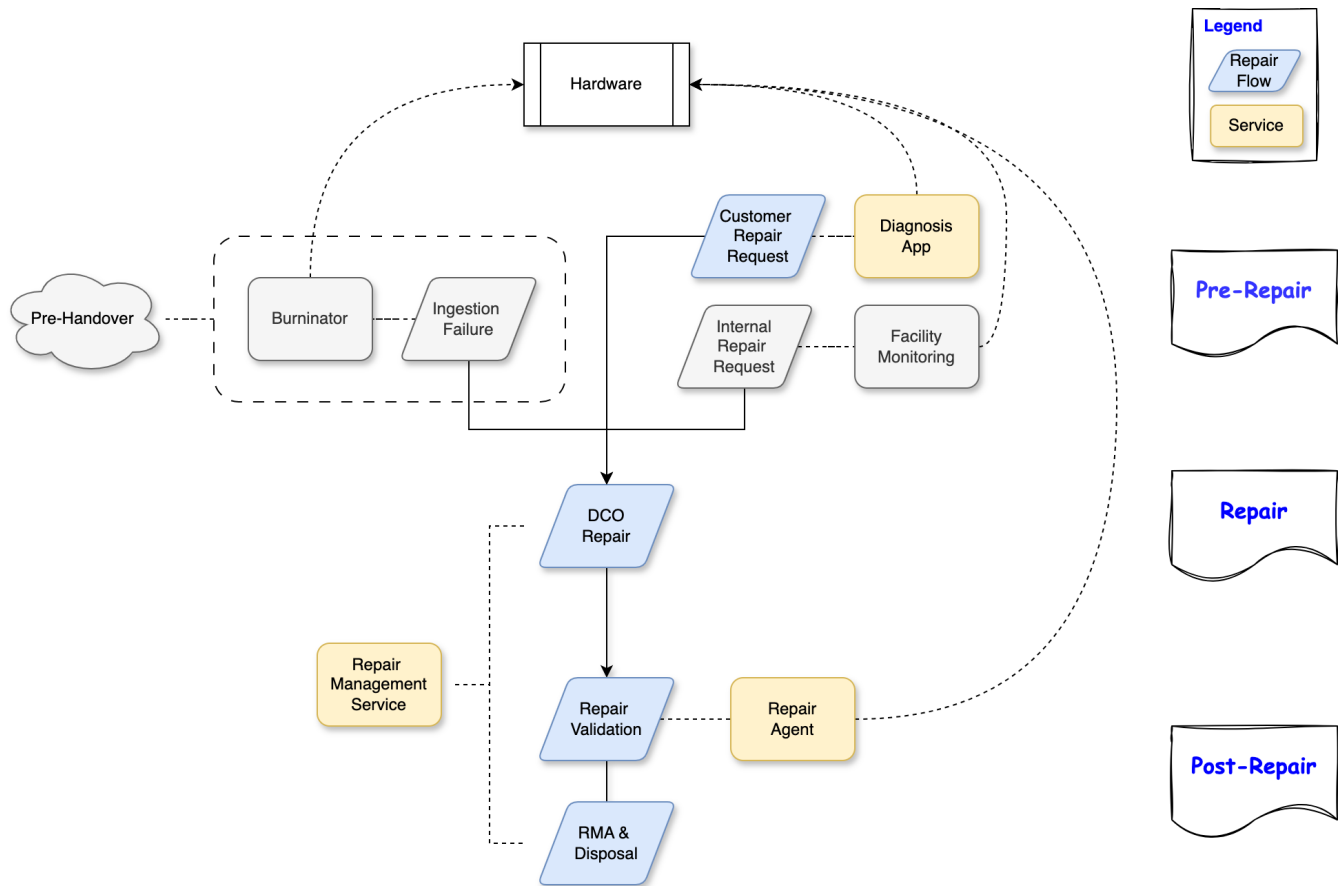 Legend
Repair
Flow
Service
Hardware
Customer
Repair
Request
Diagnosis
App
Pre-Handover
Burninator
Ingestion
Failure
Internal
Repair
Request
Facility
Monitoring
Pre-Repair
DCO
Repair
Repair
Repair
Management
Service
Repair
Validation
Repair
Agent
Post-Repair
RMA &
Disposal